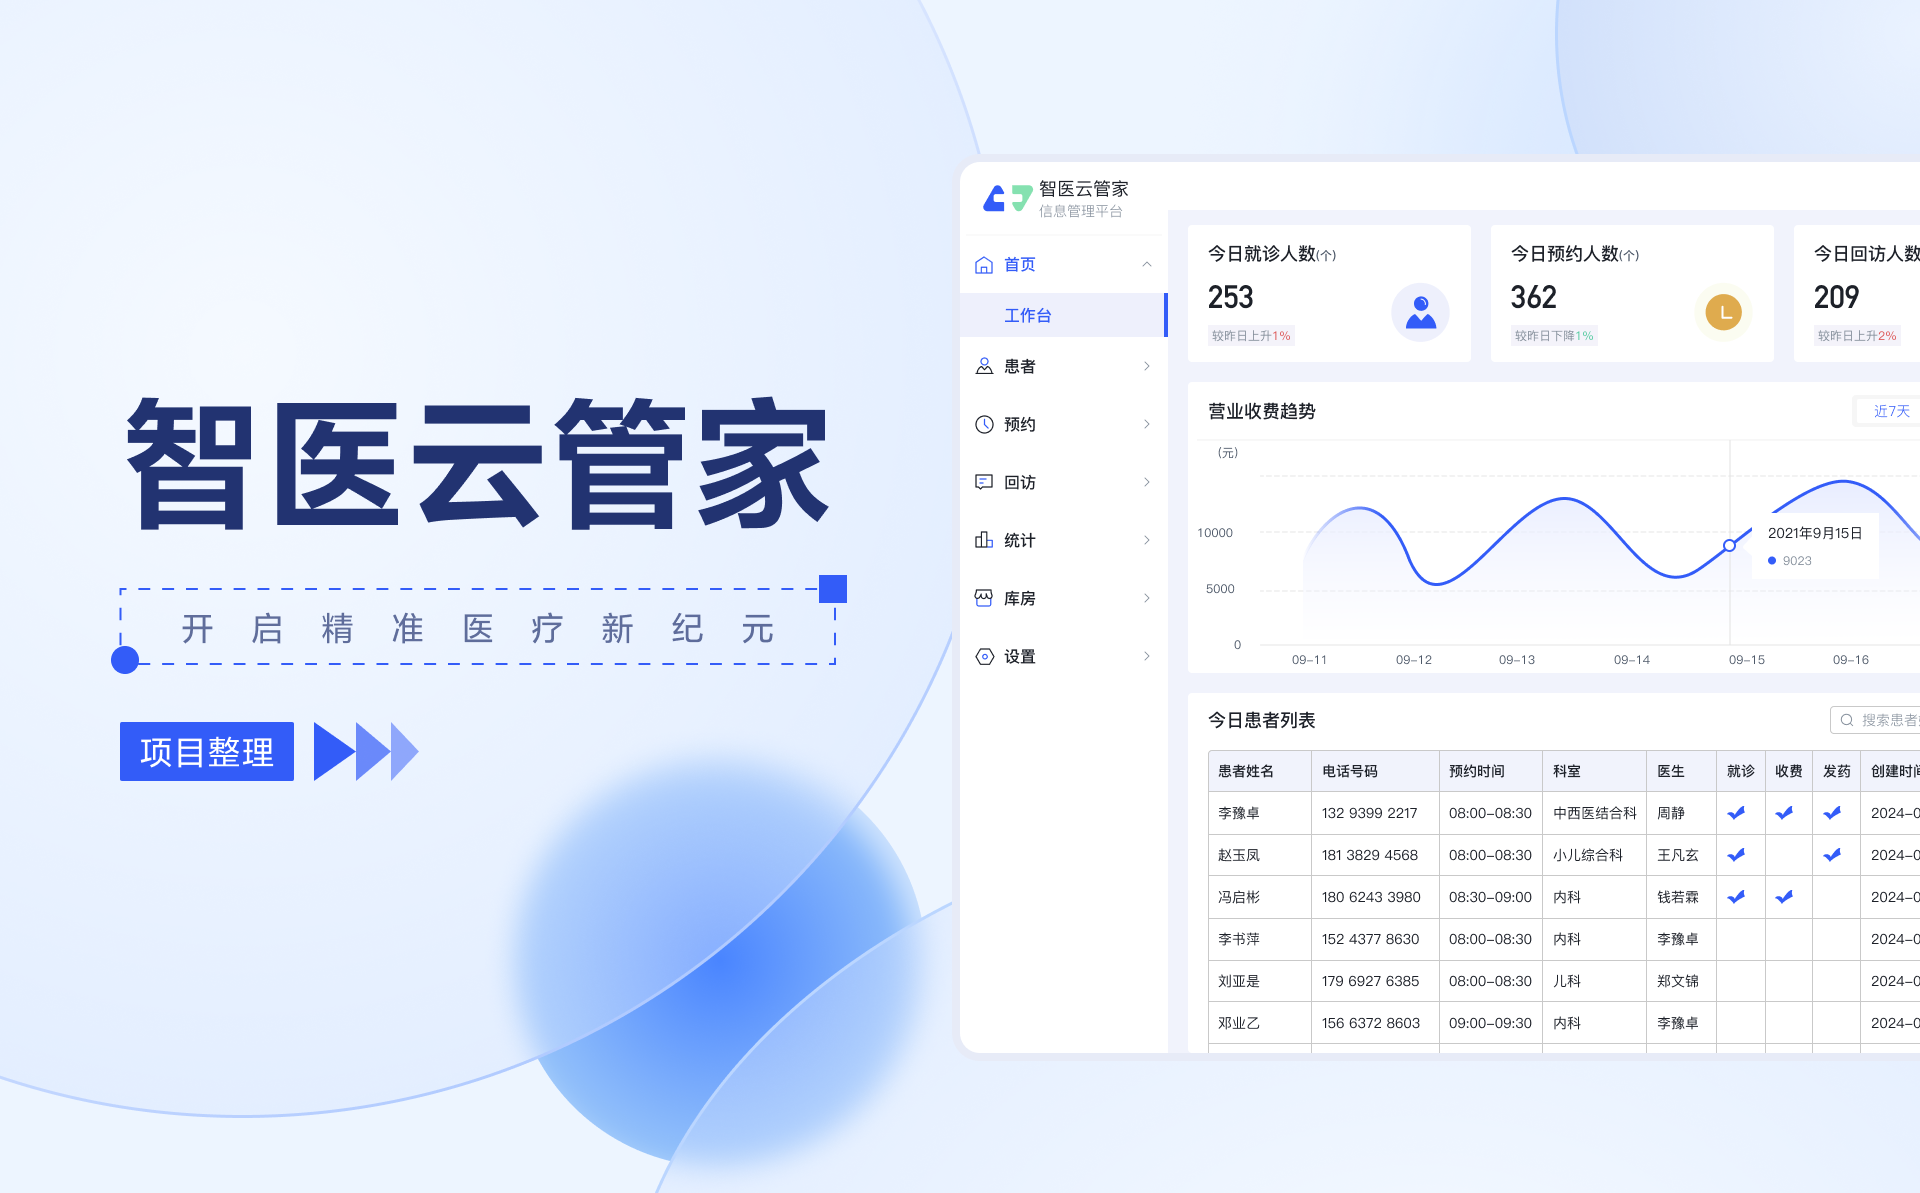 智医云管家
开启精准医疗新纪元
项目整理
智医云管家
信息管理平台
首页
工作台
患者
预约
回访
统计
库房
设置
今日就诊人数(个)
253
较昨日上升1%
今日预约人数(个)
362
较昨日下降1%
今日回访人数
209
较昨日上升2%
营业收费趋势
近7天
(元)
10000
5000
0
2021年9月15日
9023
09-11 09-12 09-13 09-14 09-15 09-16
今日患者列表
搜索患者
患者姓名 电话号码 预约时间 科室 医生 就诊 收费 发药 创建时间
李豫卓 132 9399 2217 08:00-08:30 中西医结合科 周静 2024-0
赵玉凤 181 3829 4568 08:00-08:30 小儿综合科 王凡玄 2024-0
冯启彬 180 6243 3980 08:30-09:00 内科 钱若霖 2024-0
李书萍 152 4377 8630 08:00-08:30 内科 李豫卓 2024-0
刘亚是 179 6927 6385 08:00-08:30 儿科 郑文锦 2024-0
邓业乙 156 6372 8603 09:00-09:30 内科 李豫卓 2024-0